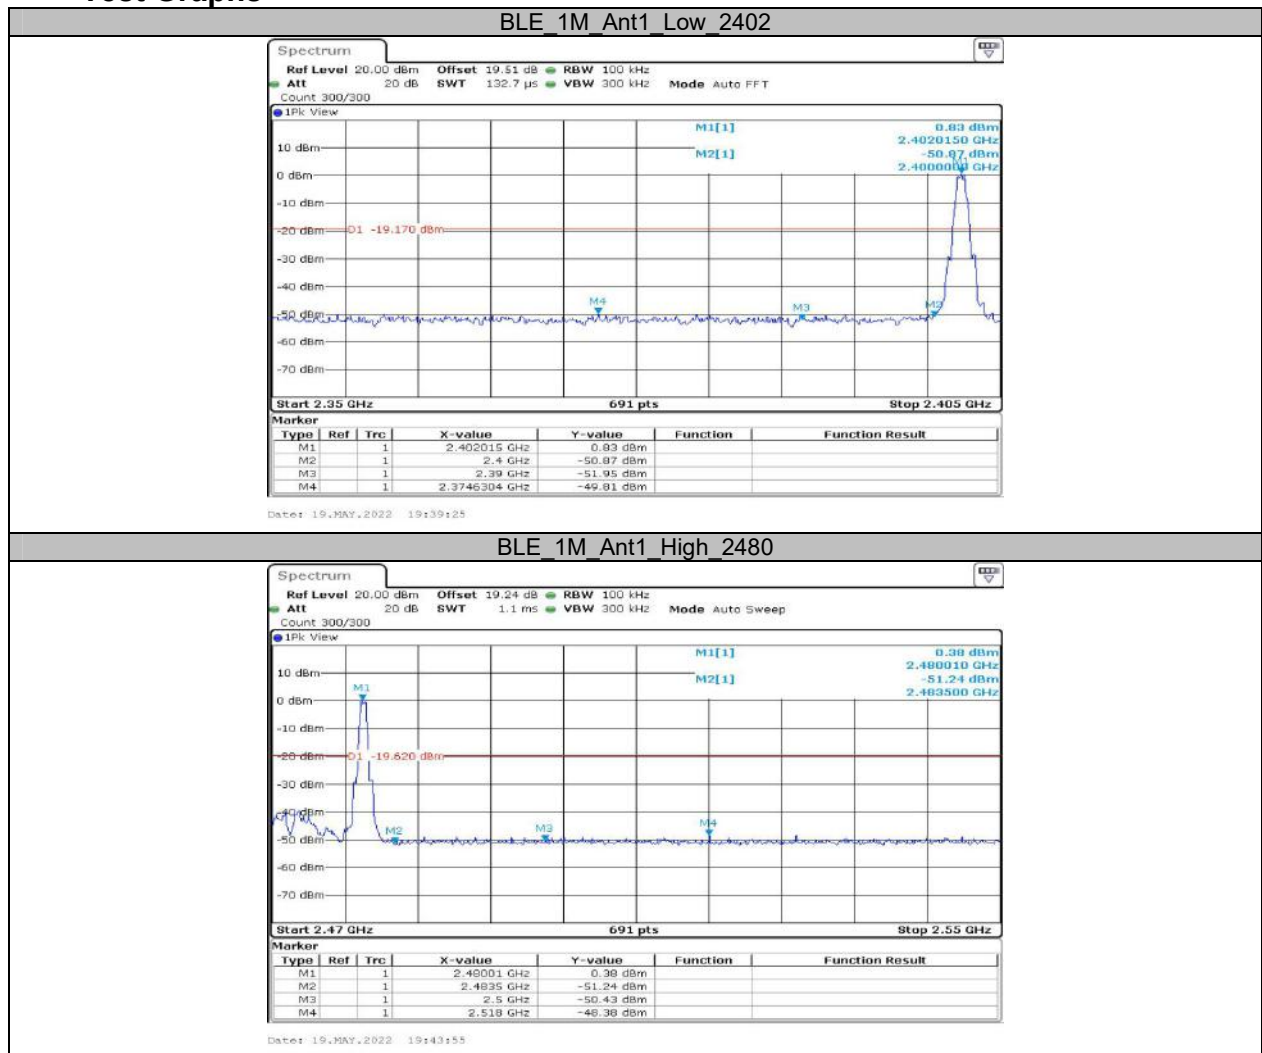 Test Graphs
BLE_1M_Ant1_Low_2402
Spectrum
Ref Level 20.00 dBm Offset 19.51 dB RBW 100 kHz
Att 20 dB SWT 132.7 µs VBW 300 kHz Mode Auto FFT
Count 300/300
1Pk View
M1[1] 0.83 dBm
2.4020150 GHz
10 dBm
M2[1] -50.87 dBm
2.4000000 GHz
M1
0 dBm
-10 dBm
-20 dBm
D1 -19.170 dBm
-30 dBm
-40 dBm
M4
M3
M2
-50 dBm
-60 dBm
-70 dBm
Start 2.35 GHz 691 pts Stop 2.405 GHz
Marker
Type Ref Trc X-value Y-value Function Function Result
M1 1 2.402015 GHz 0.83 dBm
M2 1 2.4 GHz -50.87 dBm
M3 1 2.39 GHz -51.95 dBm
M4 1 2.3746304 GHz -49.81 dBm
Date: 19.MAY.2022 19:39:25
BLE_1M_Ant1_High_2480
Spectrum
Ref Level 20.00 dBm Offset 19.24 dB RBW 100 kHz
Att 20 dB SWT 1.1 ms VBW 300 kHz Mode Auto Sweep
Count 300/300
1Pk View
M1[1] 0.38 dBm
2.480010 GHz
10 dBm
M2[1] -51.24 dBm
2.483500 GHz
M1
0 dBm
-10 dBm
-20 dBm
D1 -19.620 dBm
-30 dBm
-40 dBm
M2
M3
M4
-50 dBm
-60 dBm
-70 dBm
Start 2.47 GHz 691 pts Stop 2.55 GHz
Marker
Type Ref Trc X-value Y-value Function Function Result
M1 1 2.48001 GHz 0.38 dBm
M2 1 2.4835 GHz -51.24 dBm
M3 1 2.5 GHz -50.43 dBm
M4 1 2.518 GHz -48.38 dBm
Date: 19.MAY.2022 19:43:55